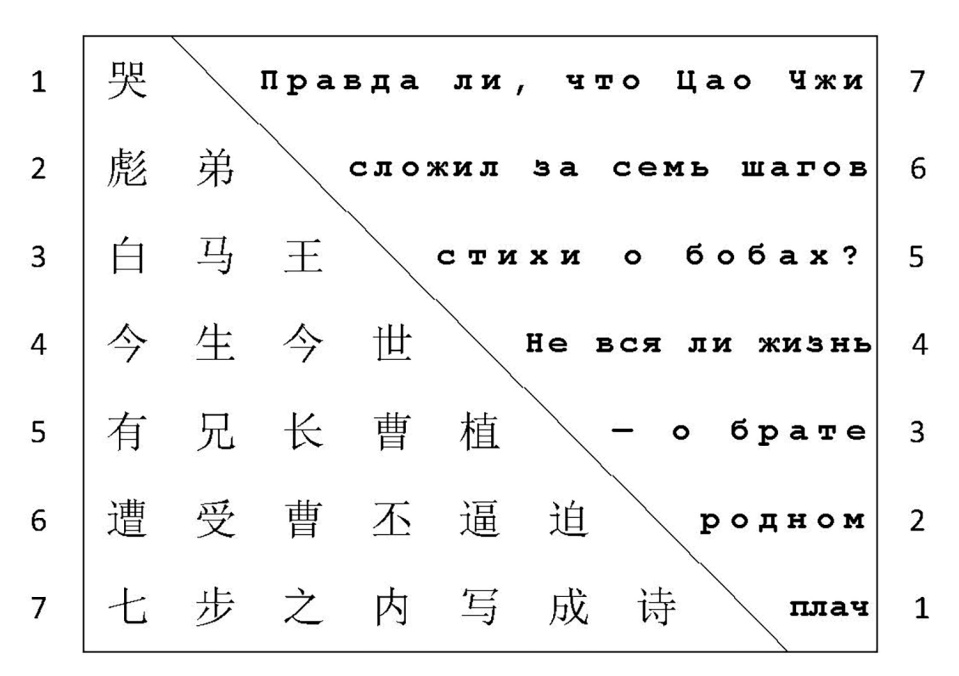 1 哭 Правда ли, что Цао Чжи 7
2 彪 弟 сложил за семь шагов 6
3 白 马 王 стихи о бобах? 5
4 今 生 今 世 Не вся ли жизнь 4
5 有 兄 长 曹 植 — о брате 3
6 遭 受 曹 丕 逼 迫 родном 2
7 七 步 之 内 写 成 诗 плач 1